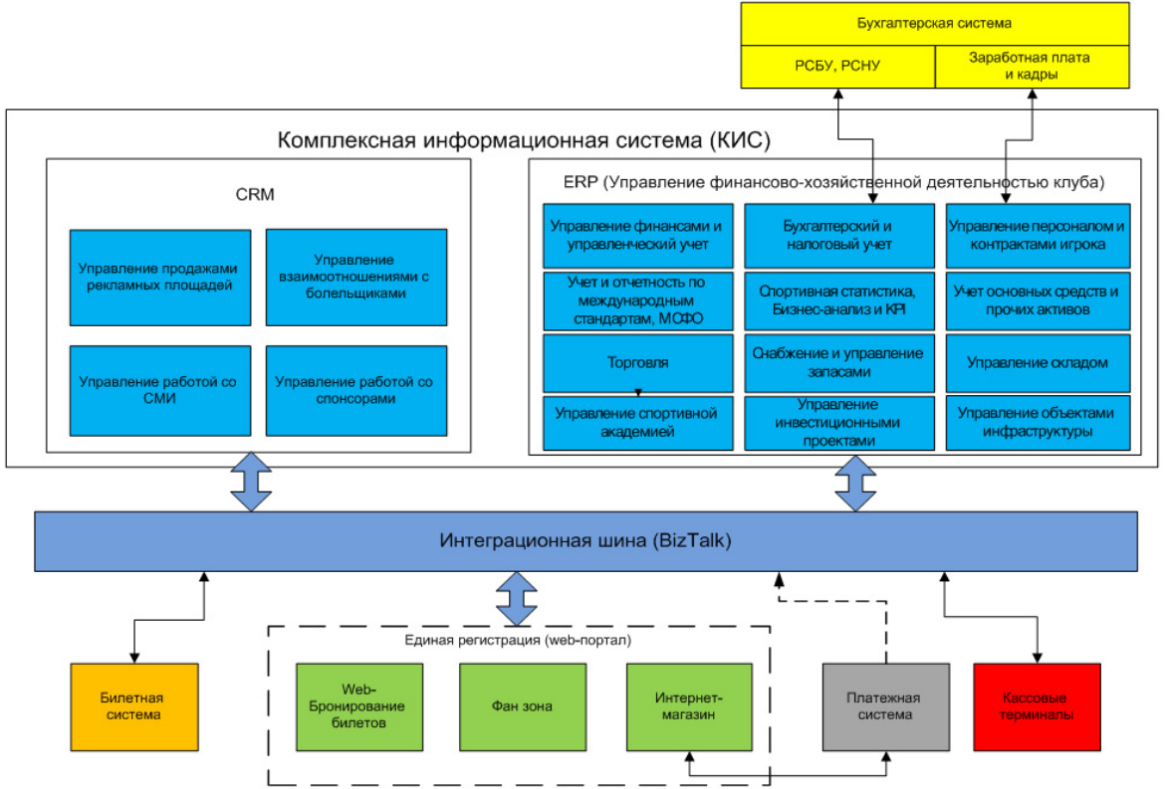 Бухгалтерская система
РСБУ, РСНУ
Заработная плата
и кадры
Комплексная информационная система (КИС)
CRM
Управление продажами
рекламных площадей
Управление
взаимоотношениями с
болельщиками
Управление работой со
СМИ
Управление работой со
спонсорами
ERP (Управление финансово-хозяйственной деятельностью клуба)
Управление финансами и
управленческий учет
Бухгалтерский и
налоговый учет
Управление персоналом и
контрактами игрока
Учет и отчетность по
международным
стандартам, МСФО
Спортивная статистика,
Бизнес-анализ и KPI
Учет основных средств и
прочих активов
Торговля
Снабжение и управление
запасами
Управление складом
Управление спортивной
академией
Управление
инвестиционными
проектами
Управление объектами
инфраструктуры
Интеграционная шина (BizTalk)
Единая регистрация (web-портал)
Билетная
система
Web-
Бронирование
билетов
Фан зона
Интернет-
магазин
Платежная
система
Кассовые
терминалы